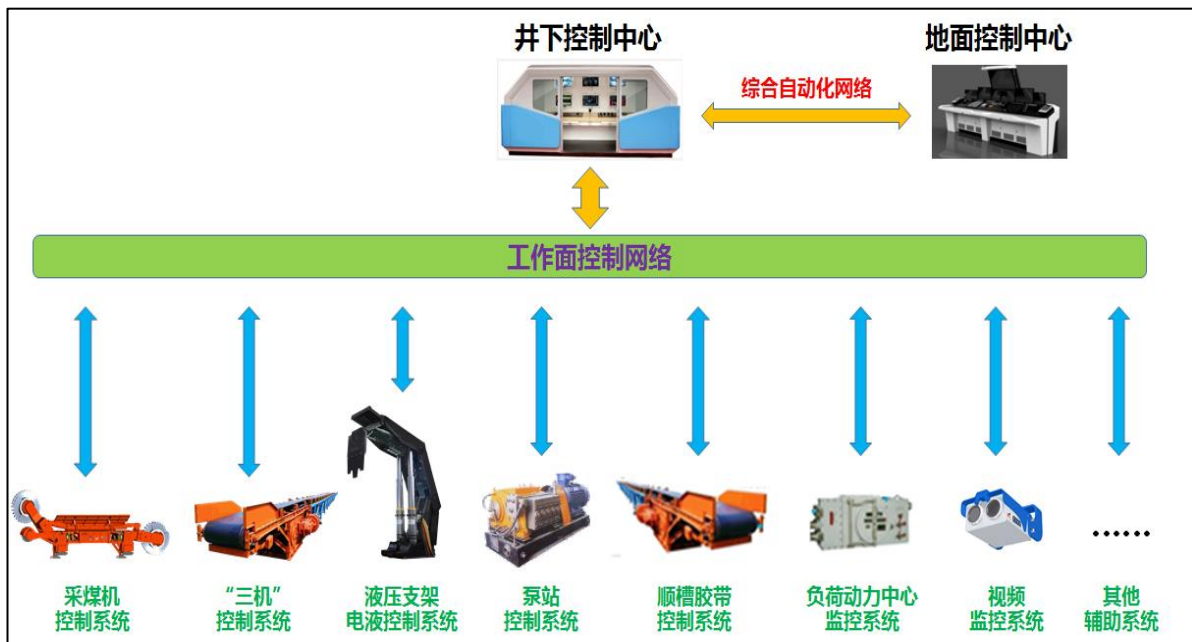 井下控制中心
地面控制中心
综合自动化网络
工作面控制网络
采煤机
控制系统
“三机”
控制系统
液压支架
电液控制系统
泵站
控制系统
顺槽胶带
控制系统
负荷动力中心
监控系统
视频
监控系统
......
其他
辅助系统